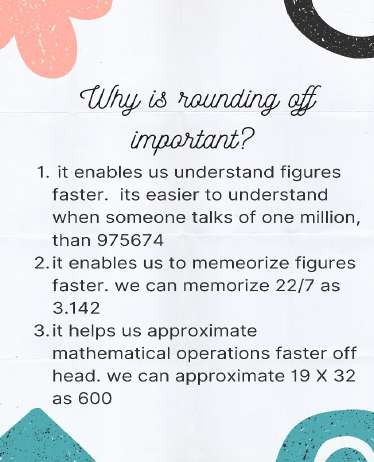 Why is rounding off
important?
1. it enables us understand figures
faster. its easier to understand
when someone talks of one million,
than 975674
2. it enables us to memeorize figures
faster. we can memorize 22/7 as
3.142
3. it helps us approximate
mathematical operations faster off
head. we can approximate 19 X 32
as 600